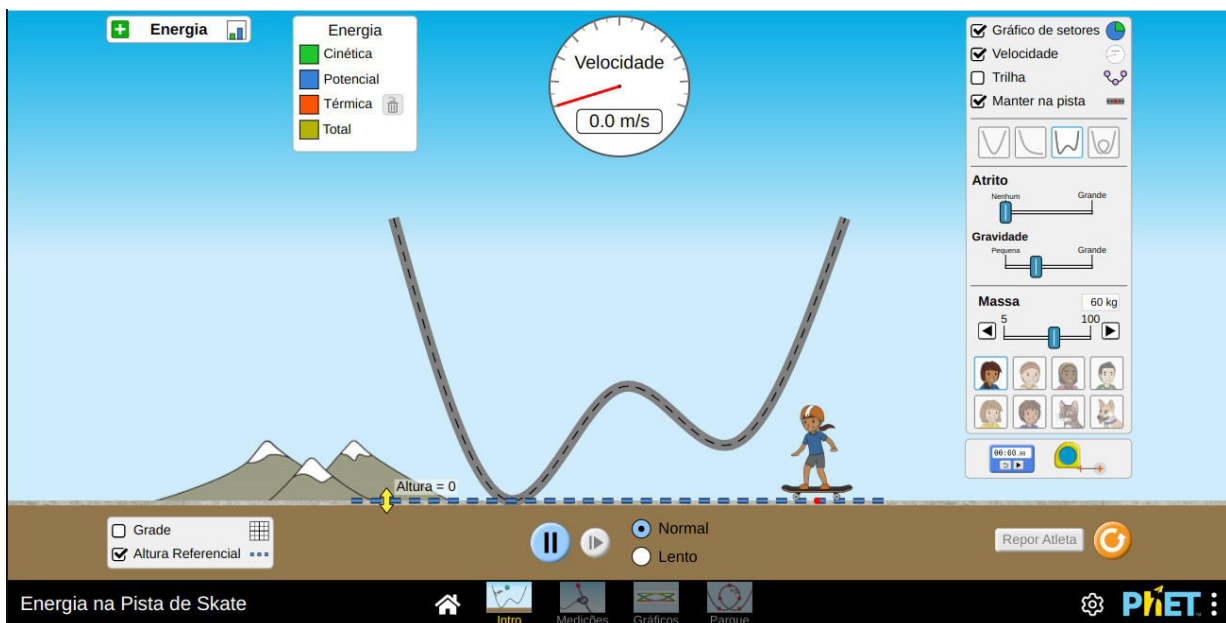 Energia
Energia
Cinética
Potencial
Térmica
Total
Velocidade
0.0 m/s
Gráfico de setores
Velocidade
Trilha
Manter na pista
Atrito
Nenhum
Grande
Gravidade
Pequena
Grande
Massa
60 kg
5
100
00:00.00
Altura = 0
Grade
Altura Referencial
Normal
Lento
Repor Atleta
Energia na Pista de Skate
Intro
Medições
Gráficos
Parque
PhET